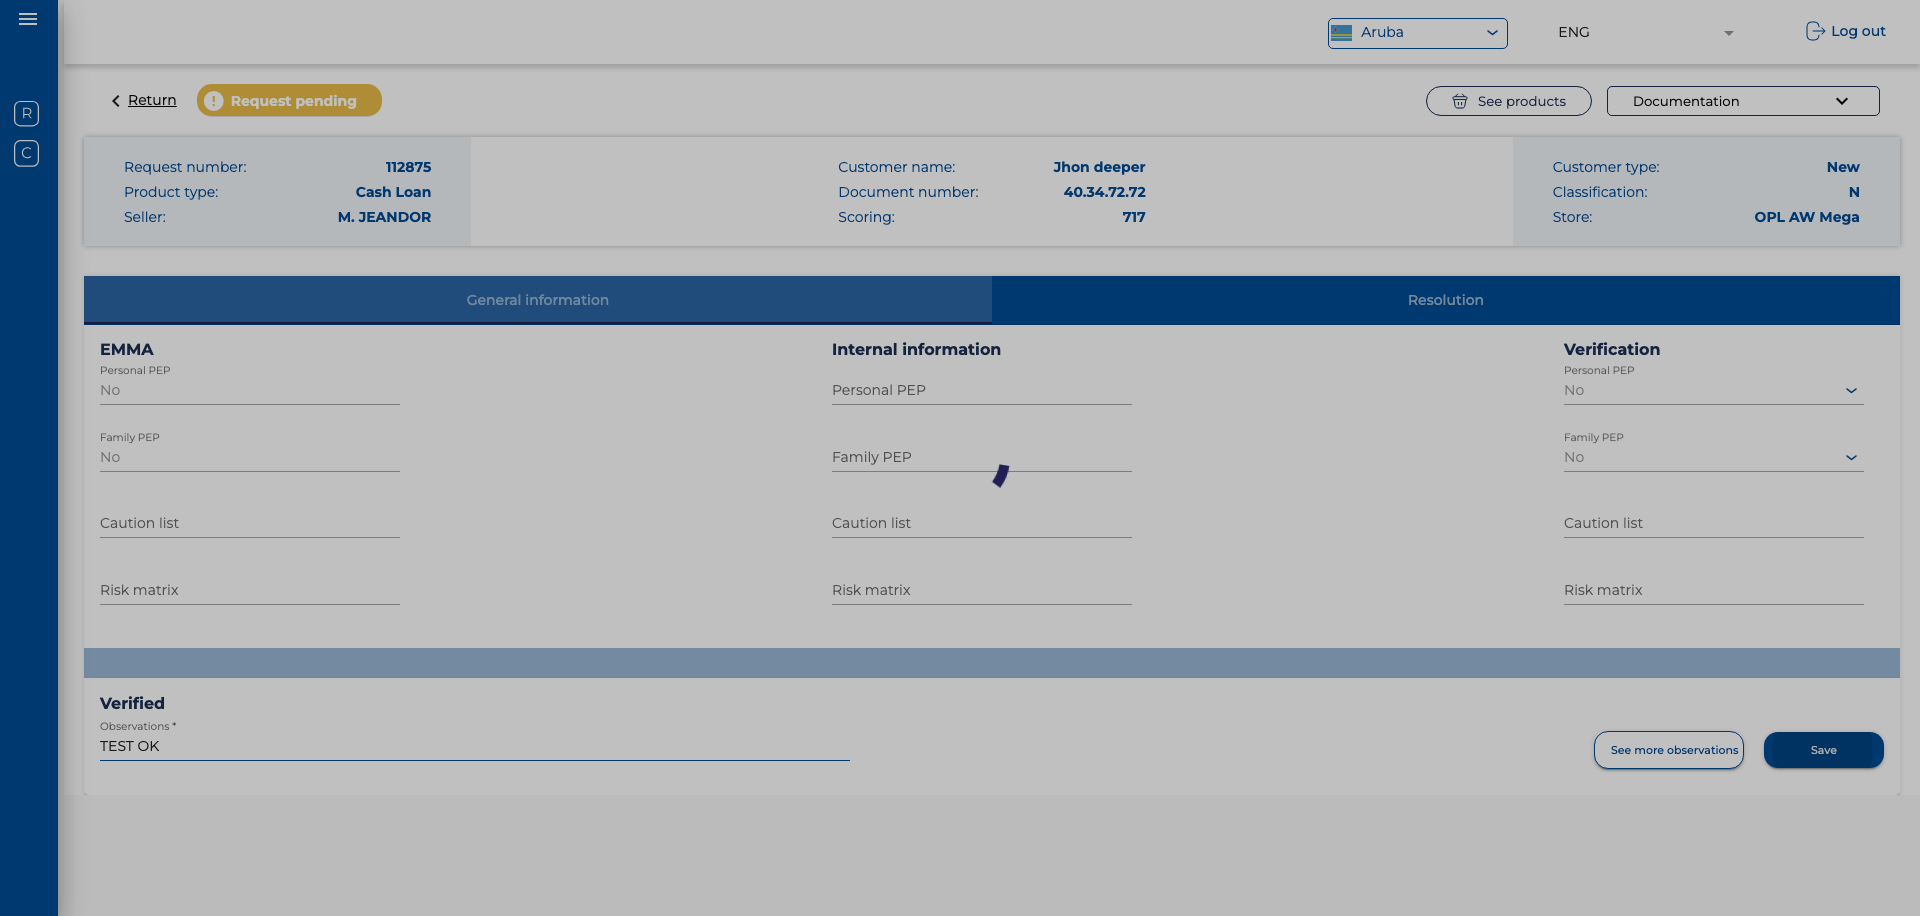 Aruba
ENG
Log out
R
C
Return
Request pending
See products
Documentation
Request number: 112875
Product type: Cash Loan
Seller: M. JEANDOR
Customer name: Jhon deeper
Document number: 40.34.72.72
Scoring: 717
Customer type: New
Classification: N
Store: OPL AW Mega
General information
Resolution
EMMA
Personal PEP
No
Family PEP
No
Caution list
Risk matrix
Internal information
Personal PEP
Family PEP
Caution list
Risk matrix
Verification
Personal PEP
No
Family PEP
No
Caution list
Risk matrix
Verified
Observations *
TEST OK
See more observations
Save